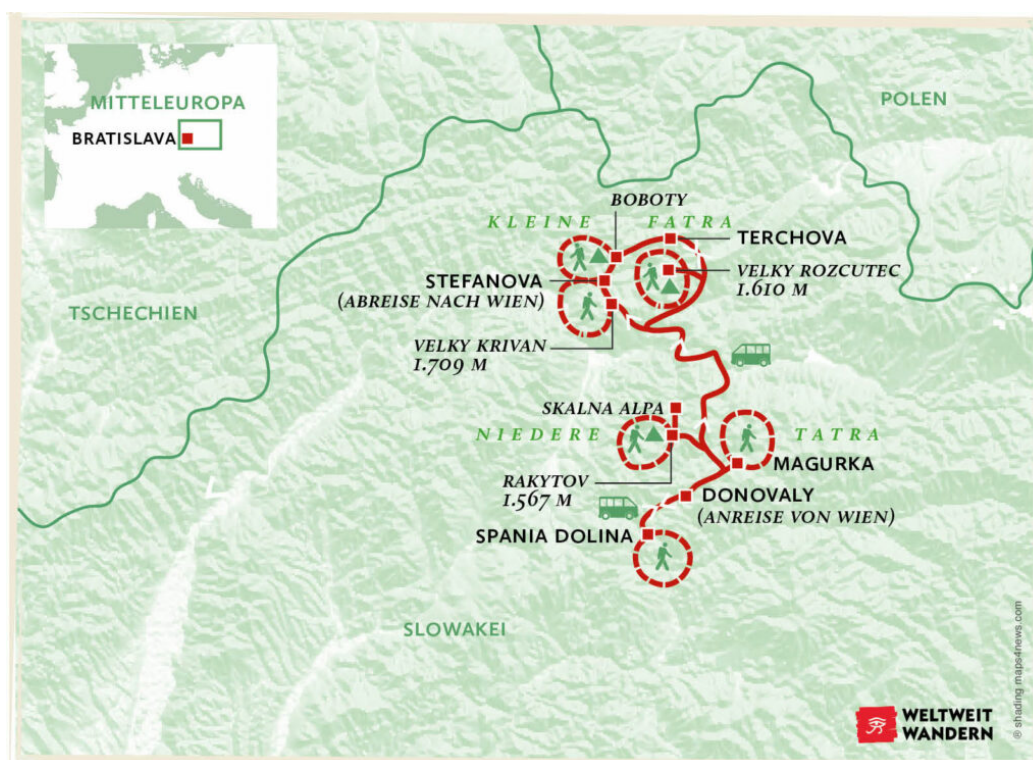 MITTELEUROPA
BRATISLAVA
POLEN
BOBOTY
KLEINE FATRA
TERCHOVA
STEFANOVA
(ABREISE NACH WIEN)
VELKY ROZCUTEC
1.610 M
TSCHECHIEN
VELKY KRIVAN
1.709 M
SKALNA ALPA
NIEDERE TATRA
MAGURKA
RAKYTOV
1.567 M
DONOVALY
(ANREISE VON WIEN)
SPANIA DOLINA
SLOWAKEI
WELTWEIT
WANDERN
® shading maps4news.com